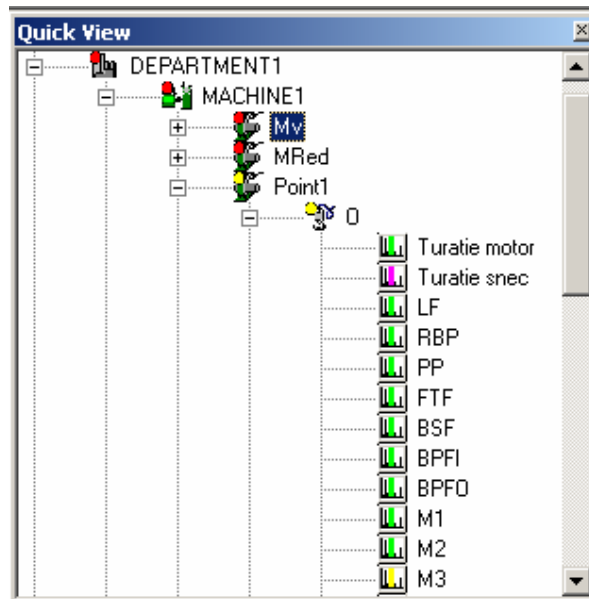 Quick View
DEPARTMENT1
MACHINE1
Mv
MRed
Point1
O
Turatie motor
Turatie snec
LF
RBP
PP
FTF
BSF
BPFI
BPFO
M1
M2
M3